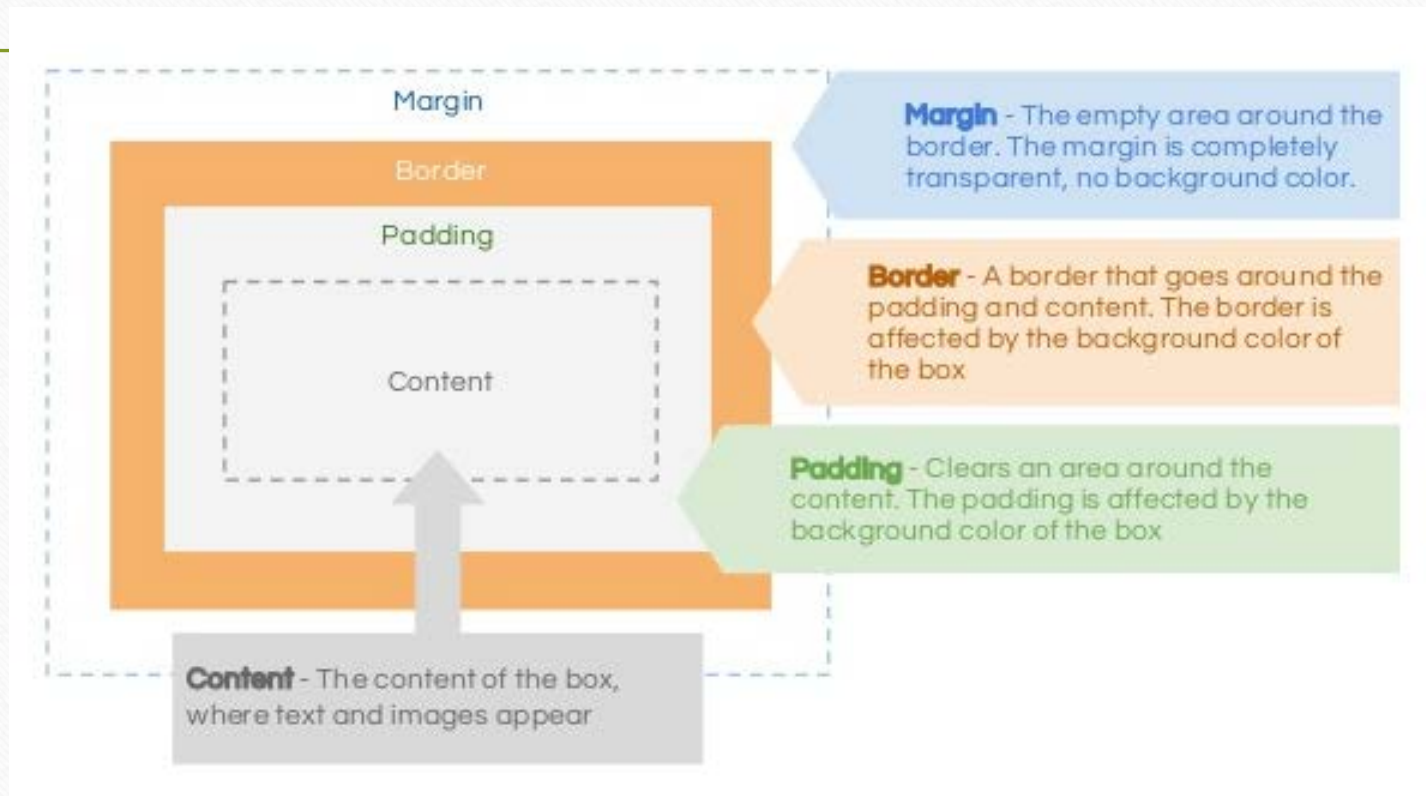 Margin
Border
Padding
Content
Margin - The empty area around the
border. The margin is completely
transparent, no background color.
Border - A border that goes around the
padding and content. The border is
affected by the background color of
the box
Padding - Clears an area around the
content. The padding is affected by the
background color of the box
Content - The content of the box,
where text and images appear